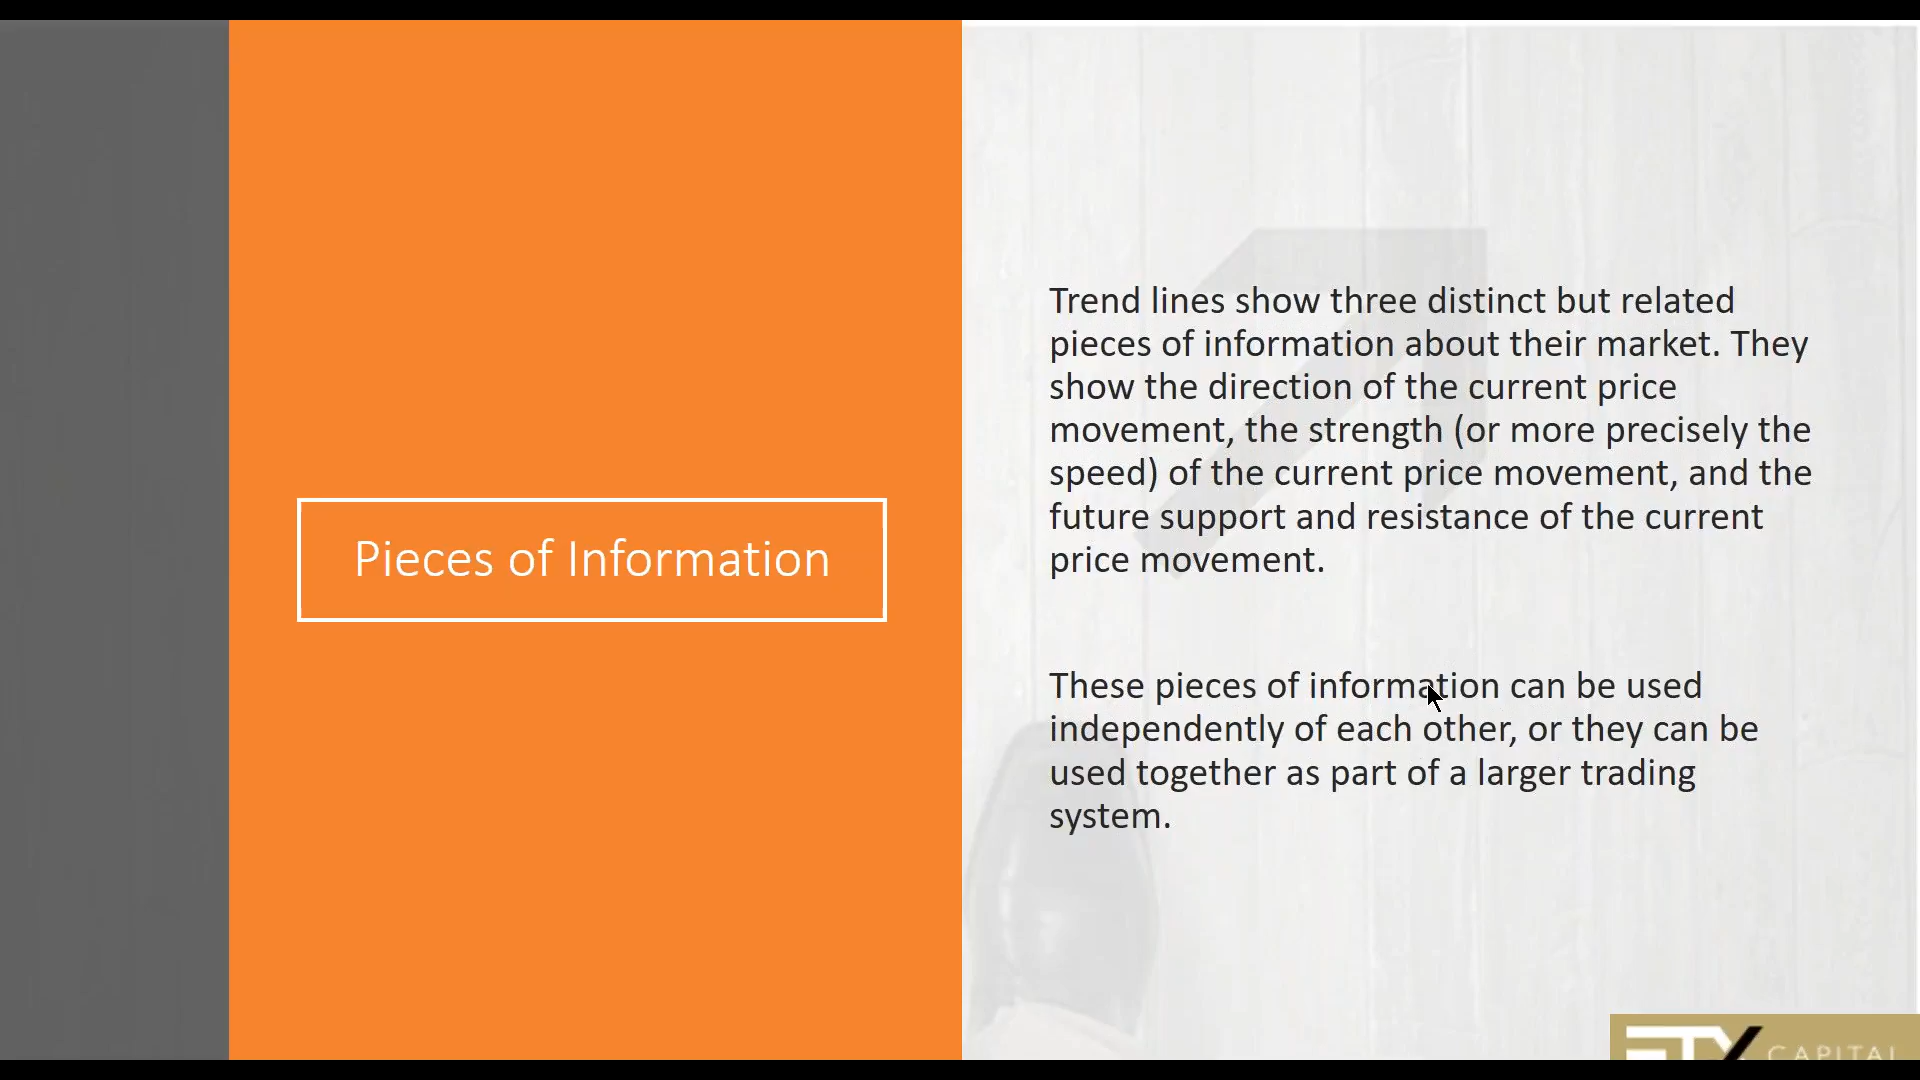 Pieces of Information
Trend lines show three distinct but related
pieces of information about their market. They
show the direction of the current price
movement, the strength (or more precisely the
speed) of the current price movement, and the
future support and resistance of the current
price movement.
These pieces of information can be used
independently of each other, or they can be
used together as part of a larger trading
system.
ETX CAPITAL